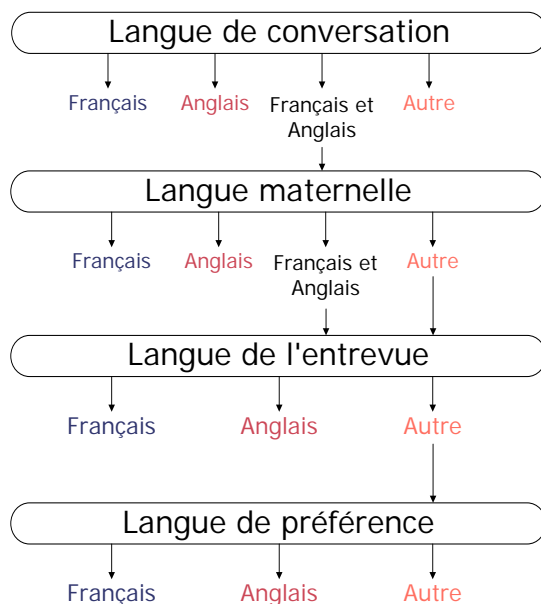 Langue de conversation
Français Anglais Français et Autre
Anglais
Langue maternelle
Français Anglais Français et Autre
Anglais
Langue de l'entrevue
Français Anglais Autre
Langue de préférence
Français Anglais Autre